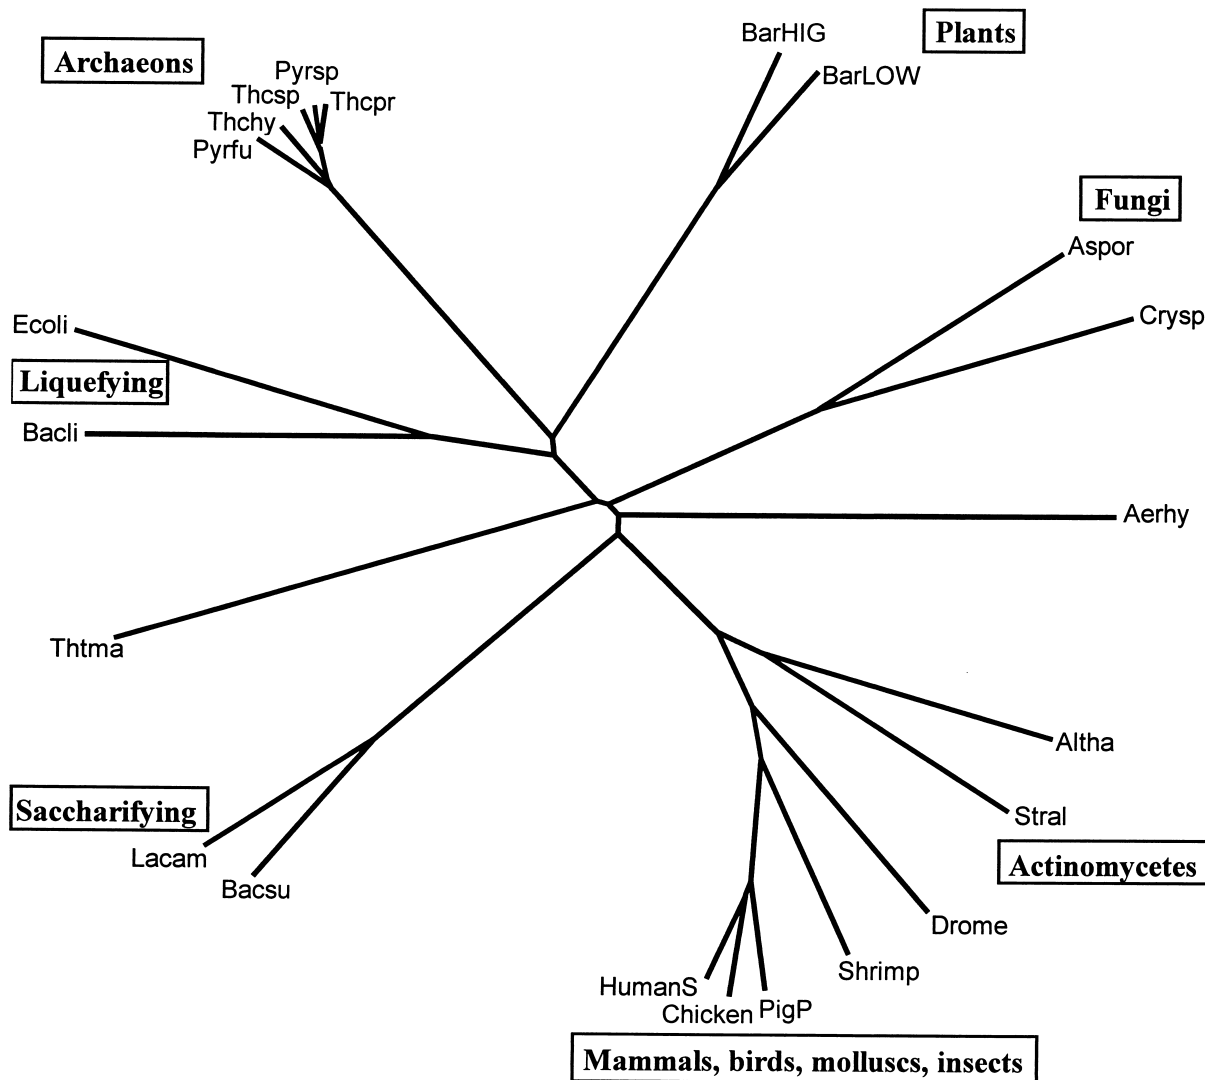 BarHIG
Plants
Archaeons
BarLOW
Pyrsp
Thcsp
Thcpr
Thchy
Pyrfu
Fungi
Aspor
Crysp
Ecoli
Liquefying
Bacli
Aerhy
Thtma
Altha
Saccharifying
Stral
Lacam
Actinomycetes
Bacsu
Drome
Shrimp
HumanS
Chicken
PigP
Mammals, birds, molluscs, insects